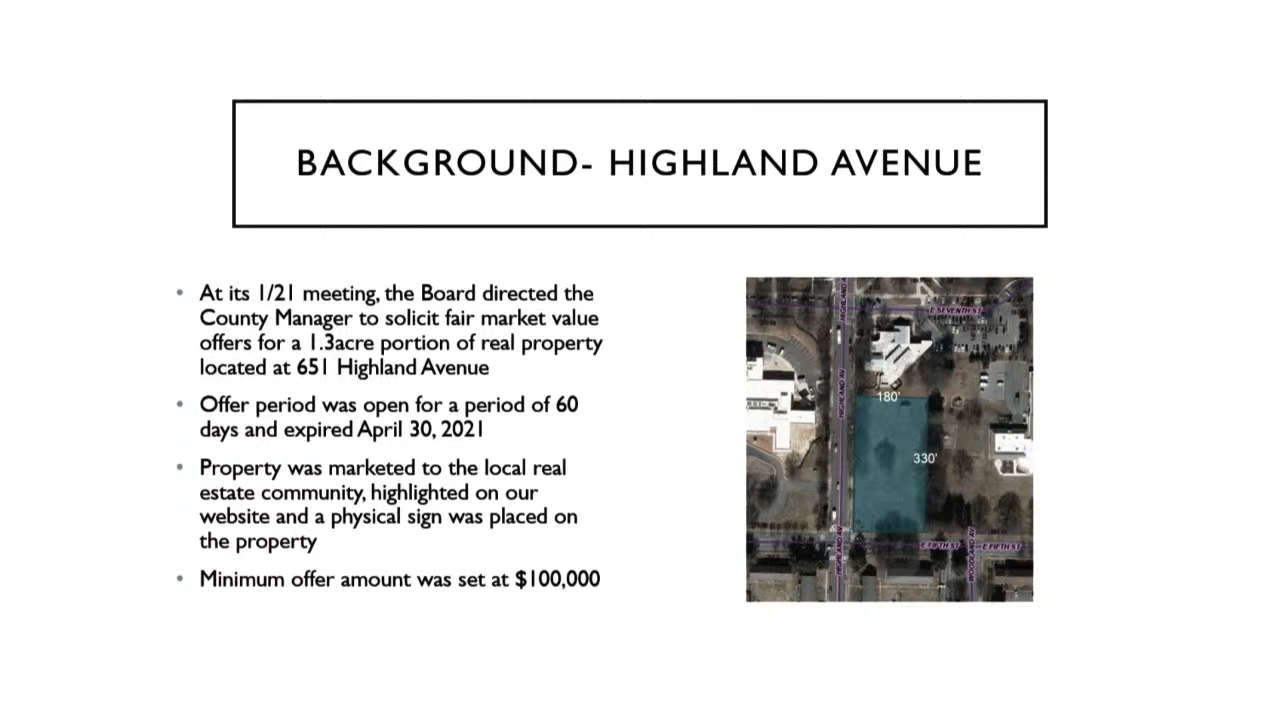 BACKGROUND- HIGHLAND AVENUE
• At its 1/21 meeting, the Board directed the
County Manager to solicit fair market value
offers for a 1.3acre portion of real property
located at 651 Highland Avenue
• Offer period was open for a period of 60
days and expired April 30, 2021
• Property was marketed to the local real
estate community, highlighted on our
website and a physical sign was placed on
the property
• Minimum offer amount was set at $100,000
HIGHLAND A
E SEVENTH ST
HIGHLAND AV
180'
330'
HIGHLAND AV
E FIFTH ST
WOODLAND AV
E FIFTH ST